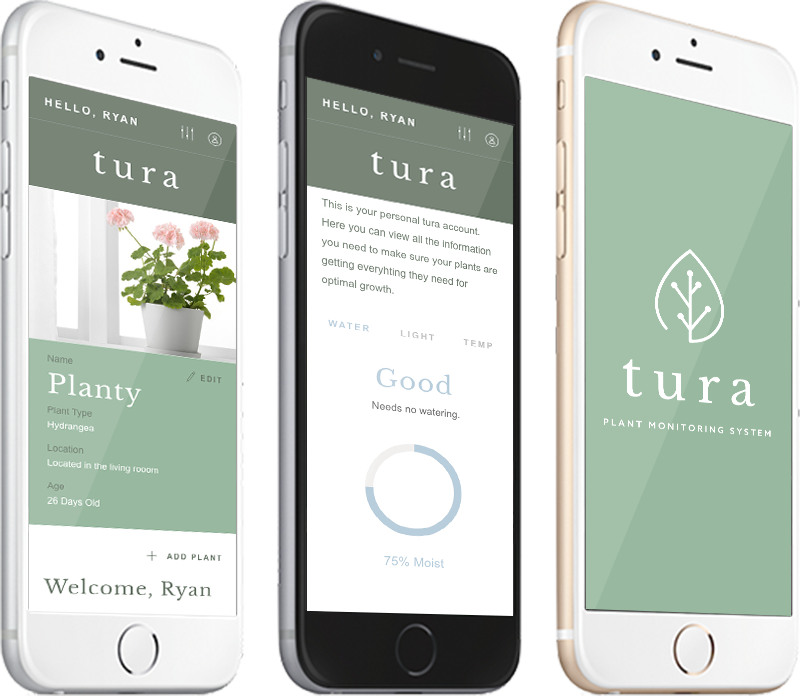 HELLO, RYAN
tura
Name
Planty
EDIT
Plant Type
Hydrangea
Location
Located in the living rooom
Age
26 Days Old
+ ADD PLANT
Welcome, Ryan
HELLO, RYAN
tura
This is your personal tura account.
Here you can view all the information
you need to make sure your plants are
getting everyhting they need for
optimal growth.
WATER LIGHT TEMP
Good
Needs no watering.
75% Moist
tura
PLANT MONITORING SYSTEM